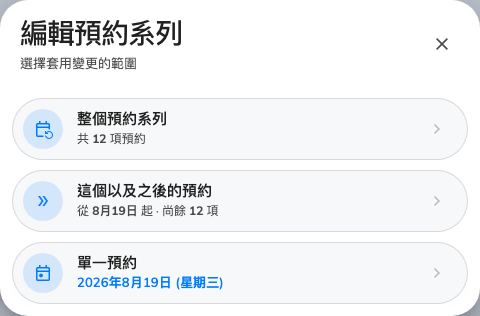 編輯預約系列
選擇套用變更的範圍
整個預約系列
共 12 項預約
這個以及之後的預約
從 8月19日 起 · 尚餘 12 項
單一預約
2026年8月19日 (星期三)